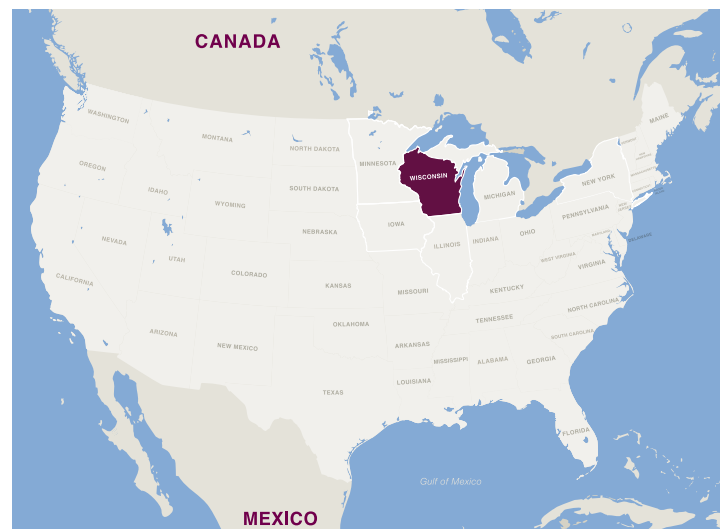 CANADA
WASHINGTON
MONTANA
NORTH DAKOTA
MINNESOTA
MAINE
OREGON
IDAHO
WYOMING
SOUTH DAKOTA
WISCONSIN
MICHIGAN
NEW YORK
NEVADA
UTAH
COLORADO
NEBRASKA
IOWA
ILLINOIS
INDIANA
OHIO
PENNSYLVANIA
MARYLAND
DELAWARE
WEST VIRGINIA
VIRGINIA
CALIFORNIA
KANSAS
MISSOURI
KENTUCKY
ARIZONA
NEW MEXICO
OKLAHOMA
ARKANSAS
TENNESSEE
NORTH CAROLINA
SOUTH CAROLINA
TEXAS
LOUISIANA
MISSISSIPPI
ALABAMA
GEORGIA
FLORIDA
Gulf of Mexico
MEXICO